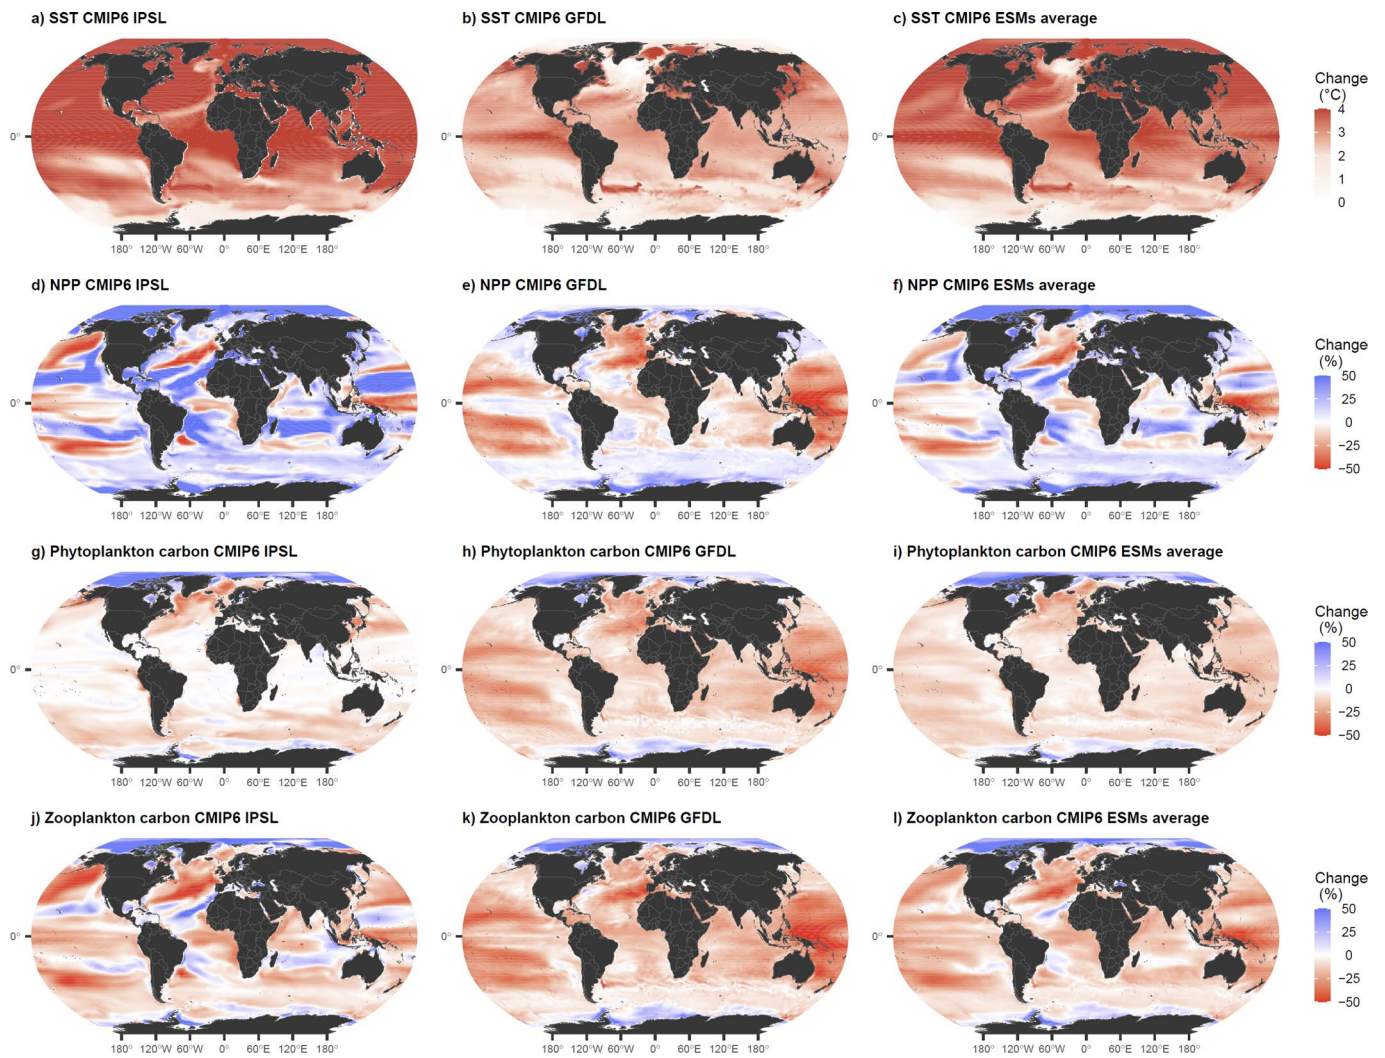 a) SST CMIP6 IPSL
b) SST CMIP6 GFDL
c) SST CMIP6 ESMs average
0°
180° 120°W 60°W 0° 60°E 120°E 180°
180° 120°W 60°W 0° 60°E 120°E 180°
180° 120°W 60°W 0° 60°E 120°E 180°
Change
(°C)
4
3
2
1
0
d) NPP CMIP6 IPSL
e) NPP CMIP6 GFDL
f) NPP CMIP6 ESMs average
0°
180° 120°W 60°W 0° 60°E 120°E 180°
180° 120°W 60°W 0° 60°E 120°E 180°
180° 120°W 60°W 0° 60°E 120°E 180°
Change
(%)
50
25
0
−25
−50
g) Phytoplankton carbon CMIP6 IPSL
h) Phytoplankton carbon CMIP6 GFDL
i) Phytoplankton carbon CMIP6 ESMs average
0°
180° 120°W 60°W 0° 60°E 120°E 180°
180° 120°W 60°W 0° 60°E 120°E 180°
180° 120°W 60°W 0° 60°E 120°E 180°
Change
(%)
50
25
0
−25
−50
j) Zooplankton carbon CMIP6 IPSL
k) Zooplankton carbon CMIP6 GFDL
l) Zooplankton carbon CMIP6 ESMs average
0°
180° 120°W 60°W 0° 60°E 120°E 180°
180° 120°W 60°W 0° 60°E 120°E 180°
180° 120°W 60°W 0° 60°E 120°E 180°
Change
(%)
50
25
0
−25
−50